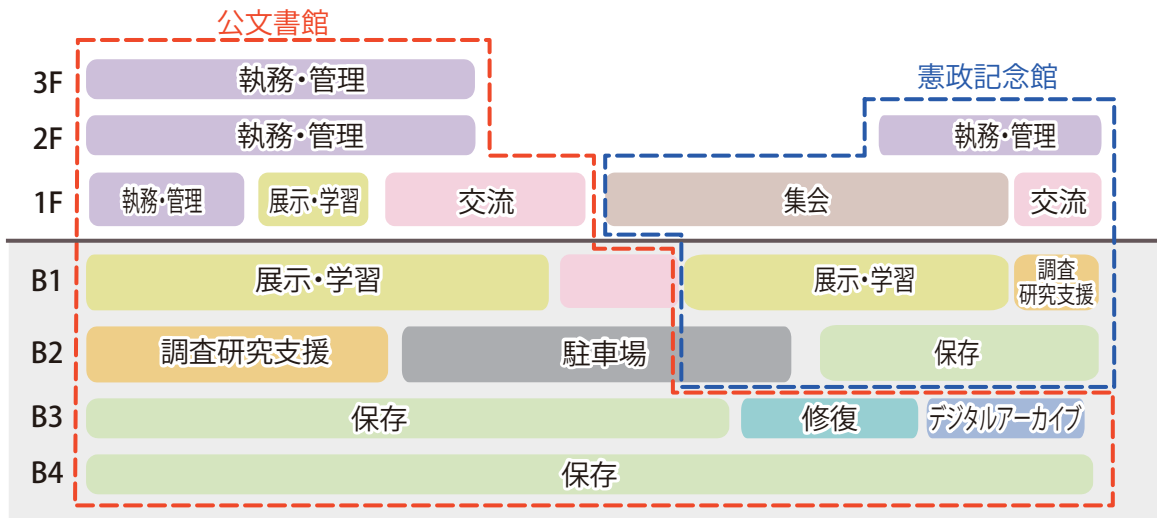 公文書館
憲政記念館
3F
執務・管理
2F
執務・管理
執務・管理
1F
執務・管理
展示・学習
交流
集会
交流
B1
展示・学習
展示・学習
調査
研究支援
B2
調査研究支援
駐車場
保存
B3
保存
修復
デジタルアーカイブ
B4
保存